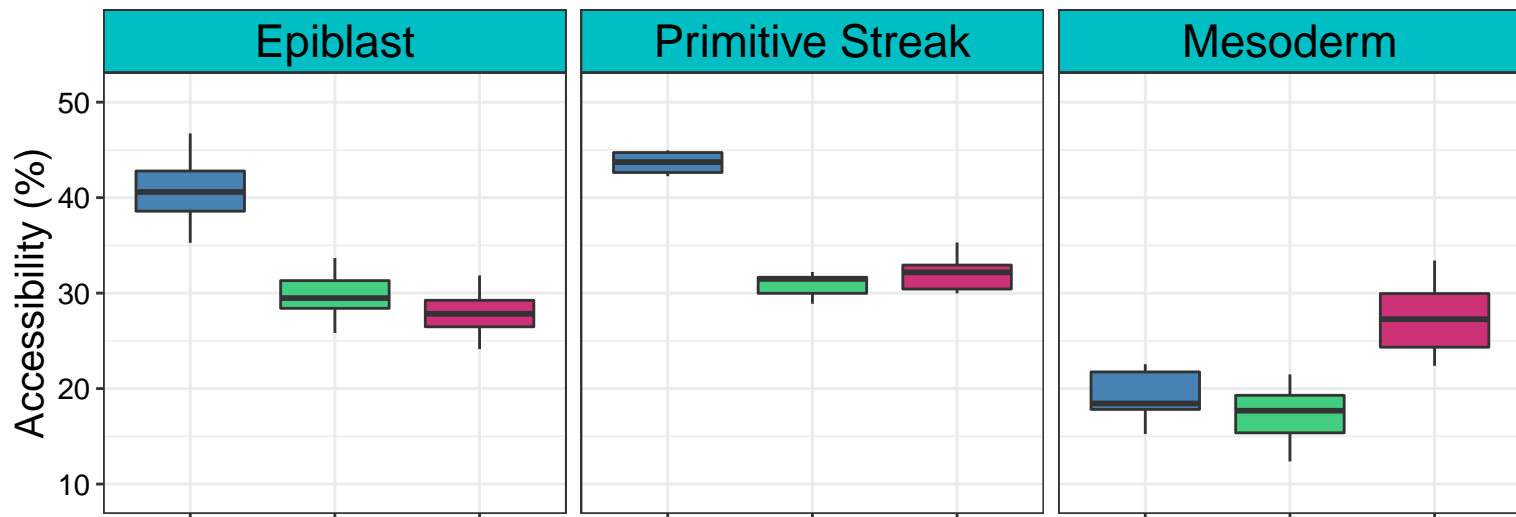 Epiblast
Primitive Streak
Mesoderm
Accessibility (%)
50
40
30
20
10